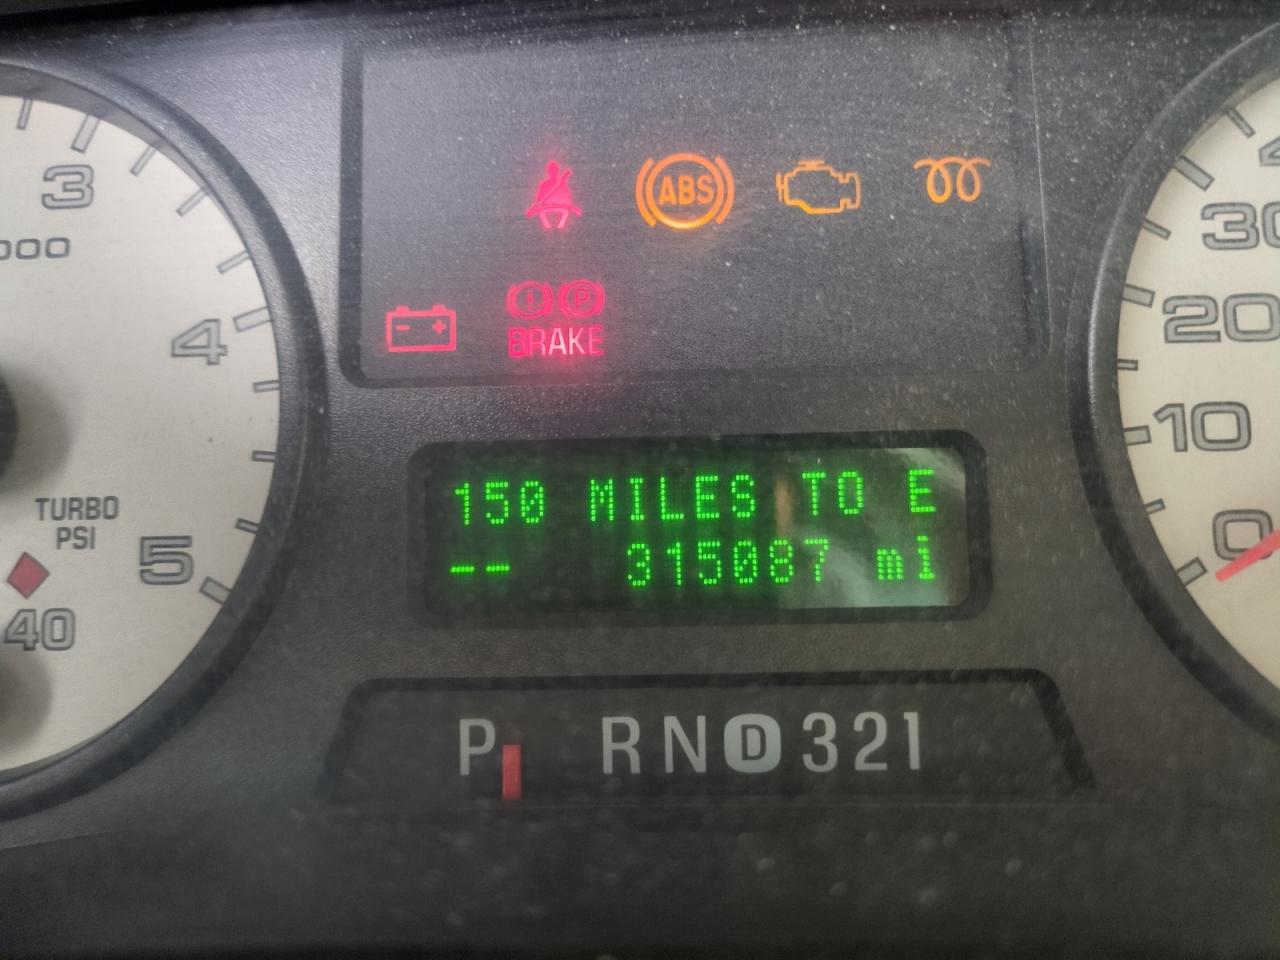 3
000
4
TURBO
PSI
5
40
ABS
P
BRAKE
150 MILES TO E
-- 315087 mi
P RND321
30
20
10
0